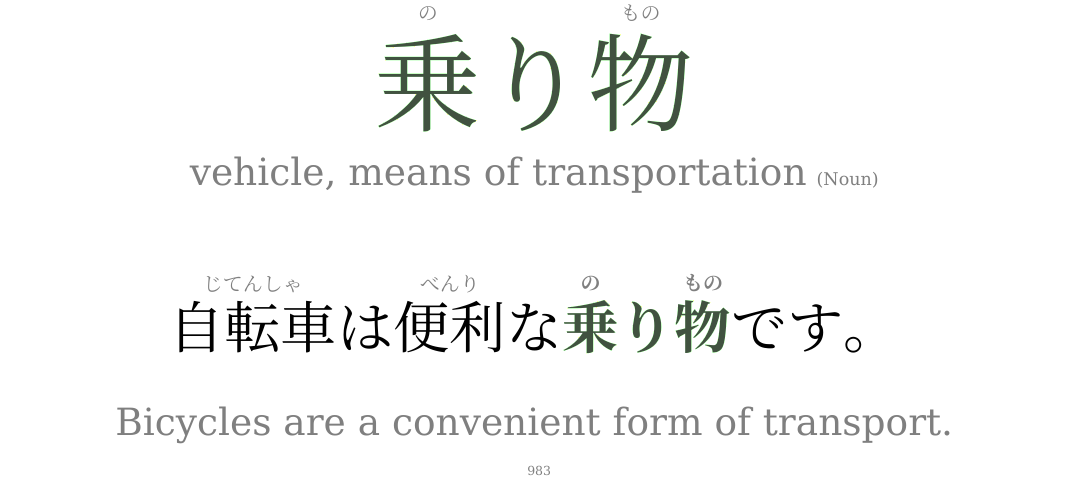 の もの
乗り物
vehicle, means of transportation (Noun)
じてんしゃ べんり の もの
自転車は便利な乗り物です。
Bicycles are a convenient form of transport.
983